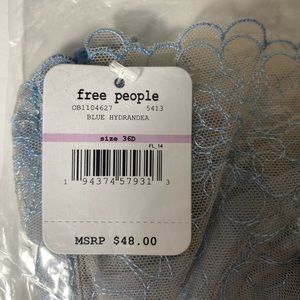 free people
OB1104627 5413
BLUE HYDRANDEA
size 36D
FL_14
1 94374 57931 3
MSRP $48.00